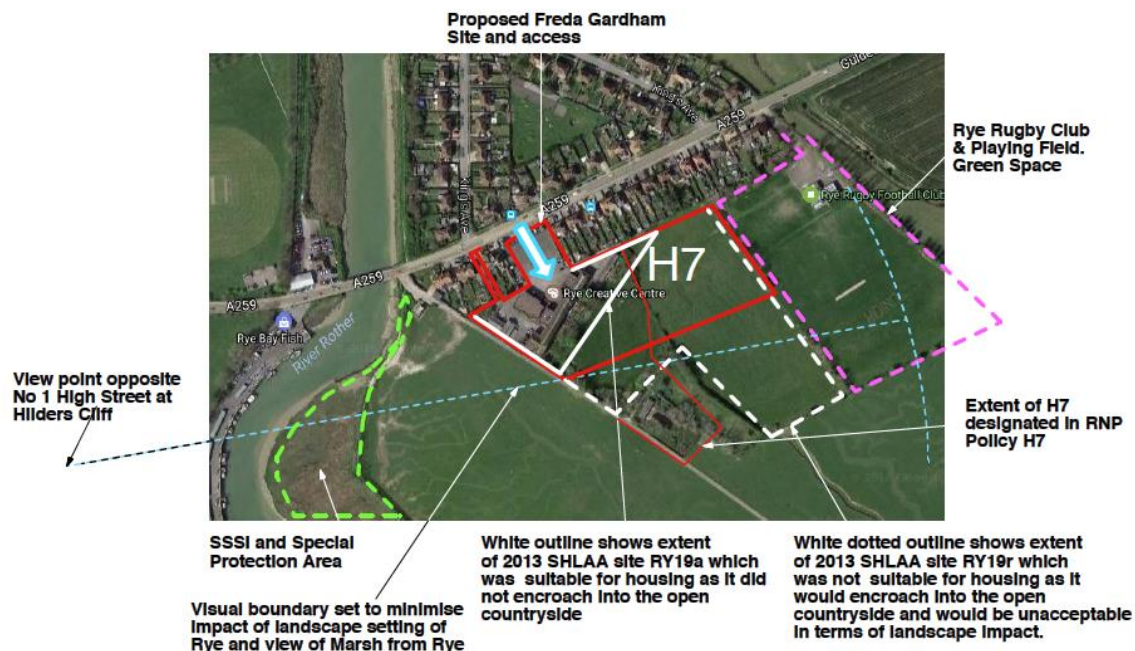 Proposed Freda Gardham
Site and access
King's Ave
A259
Rye Rugby Club
& Playing Field.
Green Space
Rye Rugby Football Club
King's Ave
A259
H7
A259
Rye Creative Centre
A259
Rye Bay Fish
River Rother
View point opposite
No 1 High Street at
Hilders Cliff
Extent of H7
designated in RNP
Policy H7
SSSI and Special
Protection Area
White outline shows extent
of 2013 SHLAA site RY19a which
was suitable for housing as it did
not encroach into the open
countryside
White dotted outline shows extent
of 2013 SHLAA site RY19r which
was not suitable for housing as it
would encroach into the open
countryside and would be unacceptable
in terms of landscape impact.
Visual boundary set to minimise
impact of landscape setting of
Rye and view of Marsh from Rye